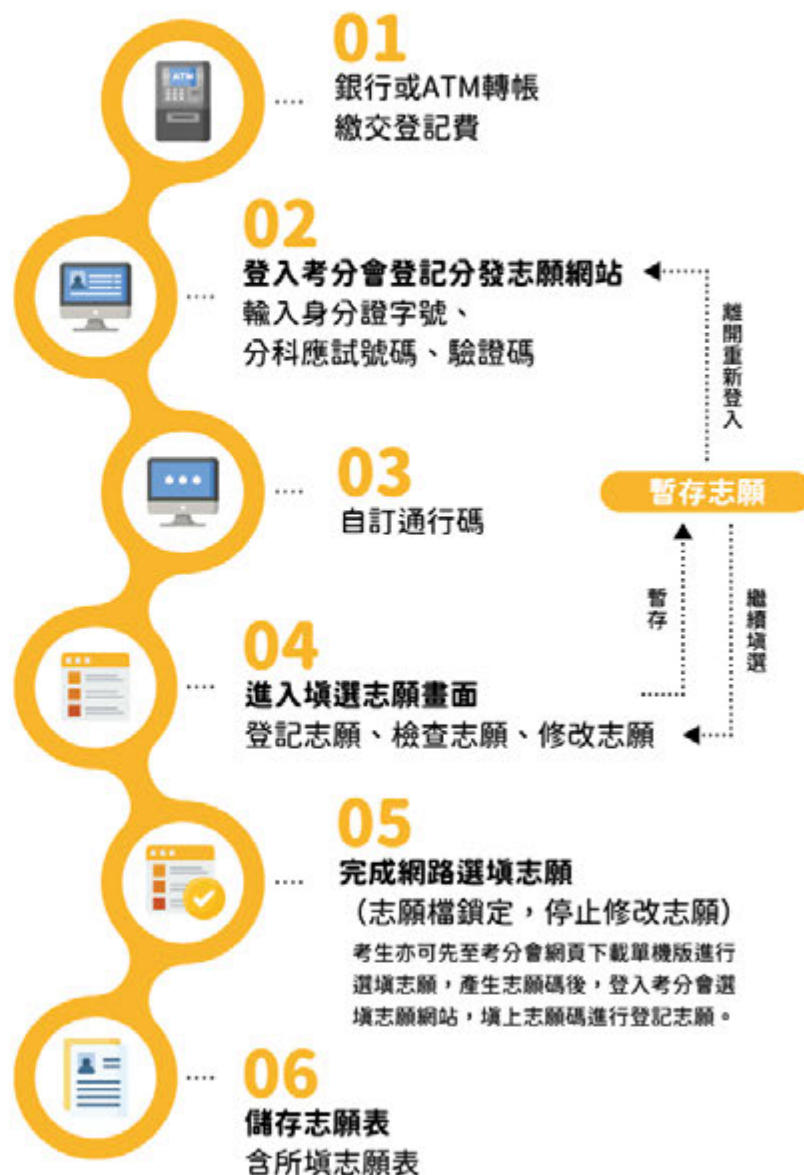 ATM
01
銀行或ATM轉帳
繳交登記費
02
登入考分會登記分發志願網站
輸入身分證字號、
分科應試號碼、驗證碼
離開重新登入
03
自訂通行碼
暫存志願
暫存
繼續填選
04
進入填選志願畫面
登記志願、檢查志願、修改志願
05
完成網路選填志願
(志願檔鎖定,停止修改志願)
考生亦可先至考分會網頁下載單機版進行
選填志願,產生志願碼後,登入考分會選
填志願網站,填上志願碼進行登記志願。
06
儲存志願表
含所填志願表